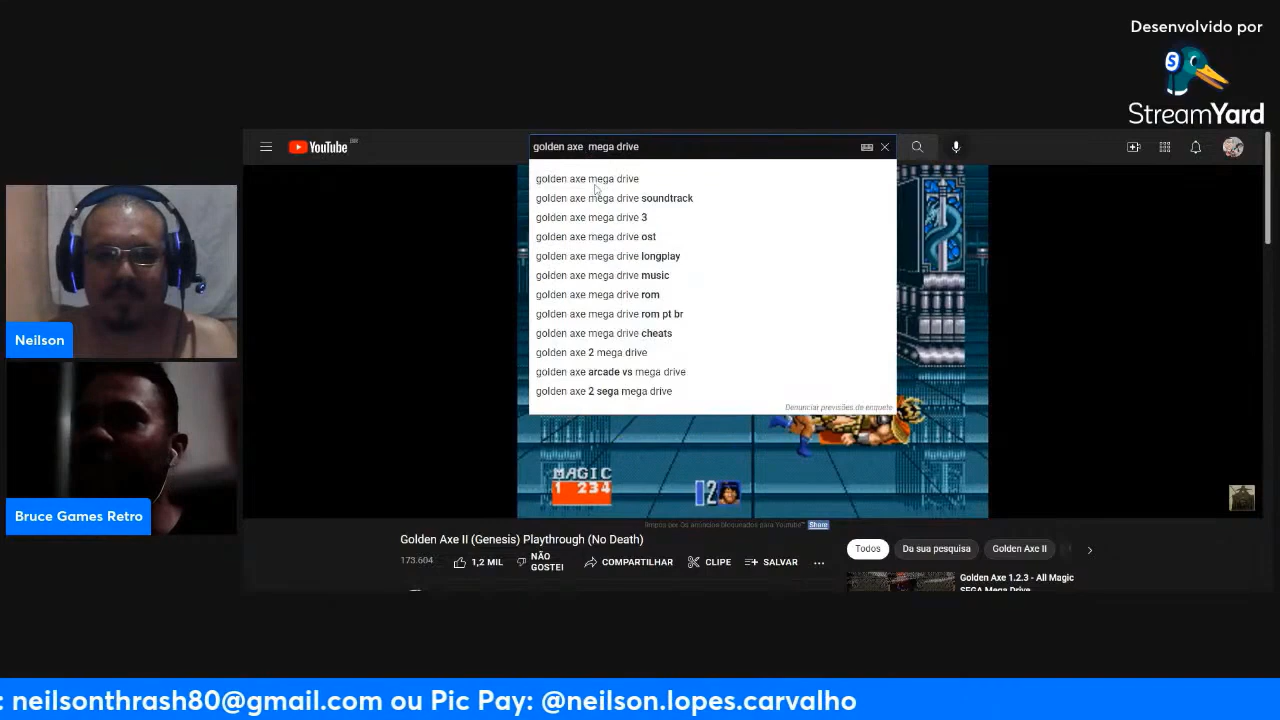 Desenvolvido por
S
StreamYard
YouTube BR
golden axe  mega drive
golden axe mega drive
golden axe mega drive soundtrack
golden axe mega drive 3
golden axe mega drive ost
golden axe mega drive longplay
golden axe mega drive music
golden axe mega drive rom
golden axe mega drive rom pt br
golden axe mega drive cheats
golden axe 2 mega drive
golden axe arcade vs mega drive
golden axe 2 sega mega drive
Denunciar previsões de enquete
Neilson
Bruce Games Retro
MAGIC
1 234
2
Share
Golden Axe II (Genesis) Playthrough (No Death)
173.604
1,2 MIL
NÃO
GOSTEI
COMPARTILHAR
CLIPE
SALVAR
...
Todos
Da sua pesquisa
Golden Axe II
Golden Axe 1.2.3 - All Magic
SEGA Mega Drive
: neilsonthrash80@gmail.com ou Pic Pay: @neilson.lopes.carvalho